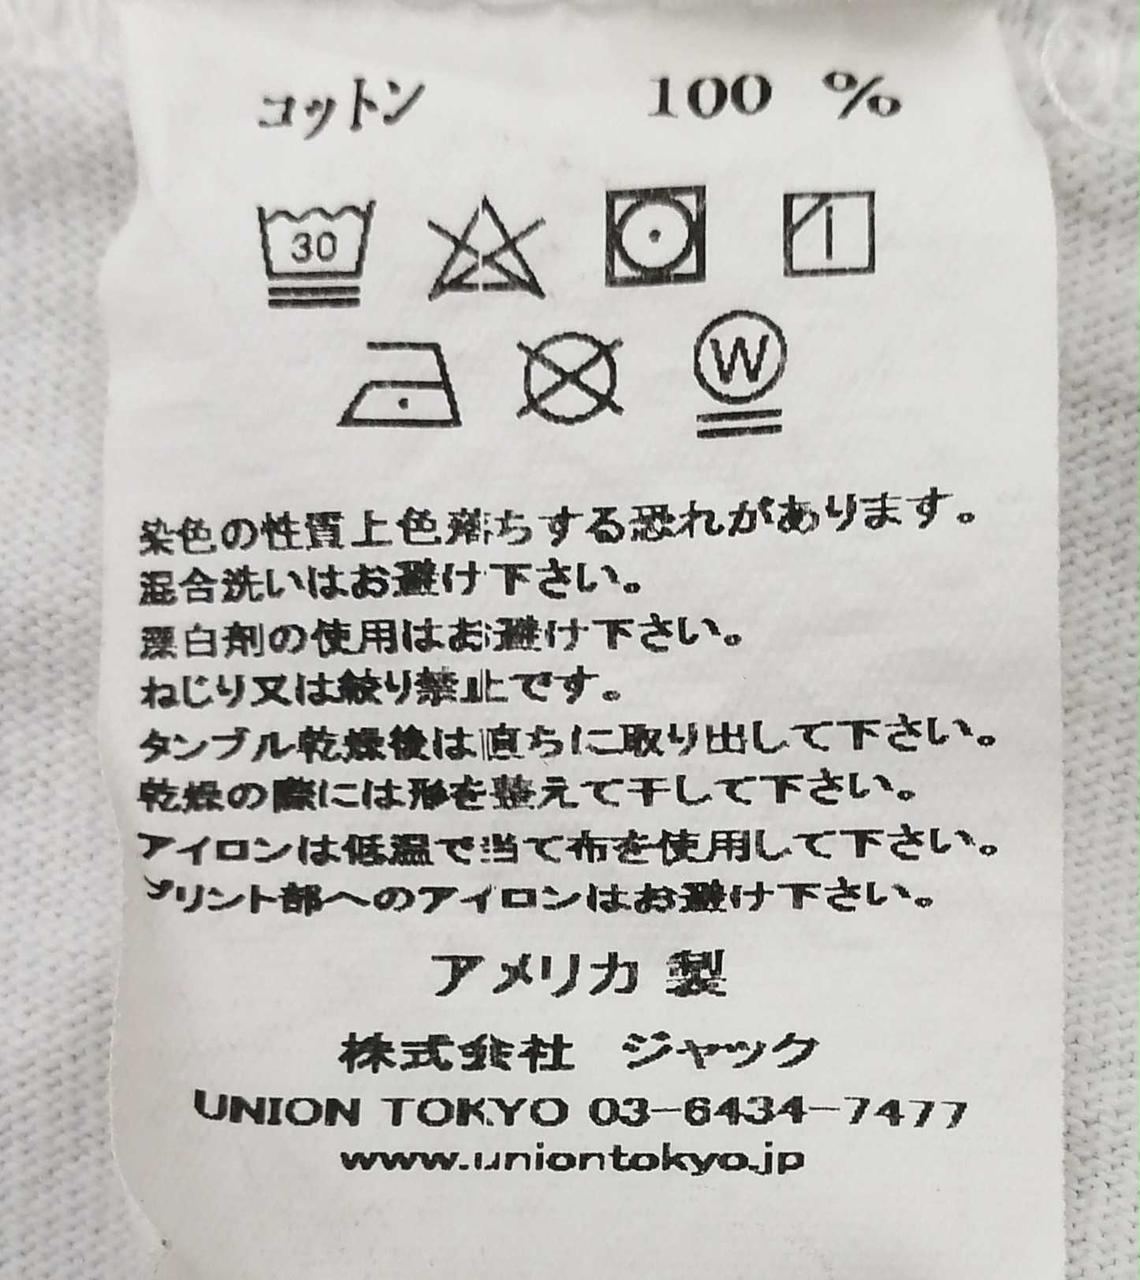 コットン 100 %
30
W
染色の性質上色落ちする恐れがあります。
混合洗いはお避け下さい。
漂白剤の使用はお避け下さい。
ねじり又は絞り禁止です。
タンブル乾燥後は直ちに取り出して下さい。
乾燥の際には形を整えて干して下さい。
アイロンは低温で当て布を使用して下さい。
プリント部へのアイロンはお避け下さい。
アメリカ 製
株式会社 ジャック
UNION TOKYO 03-6434-7477
www.uniontokyo.jp